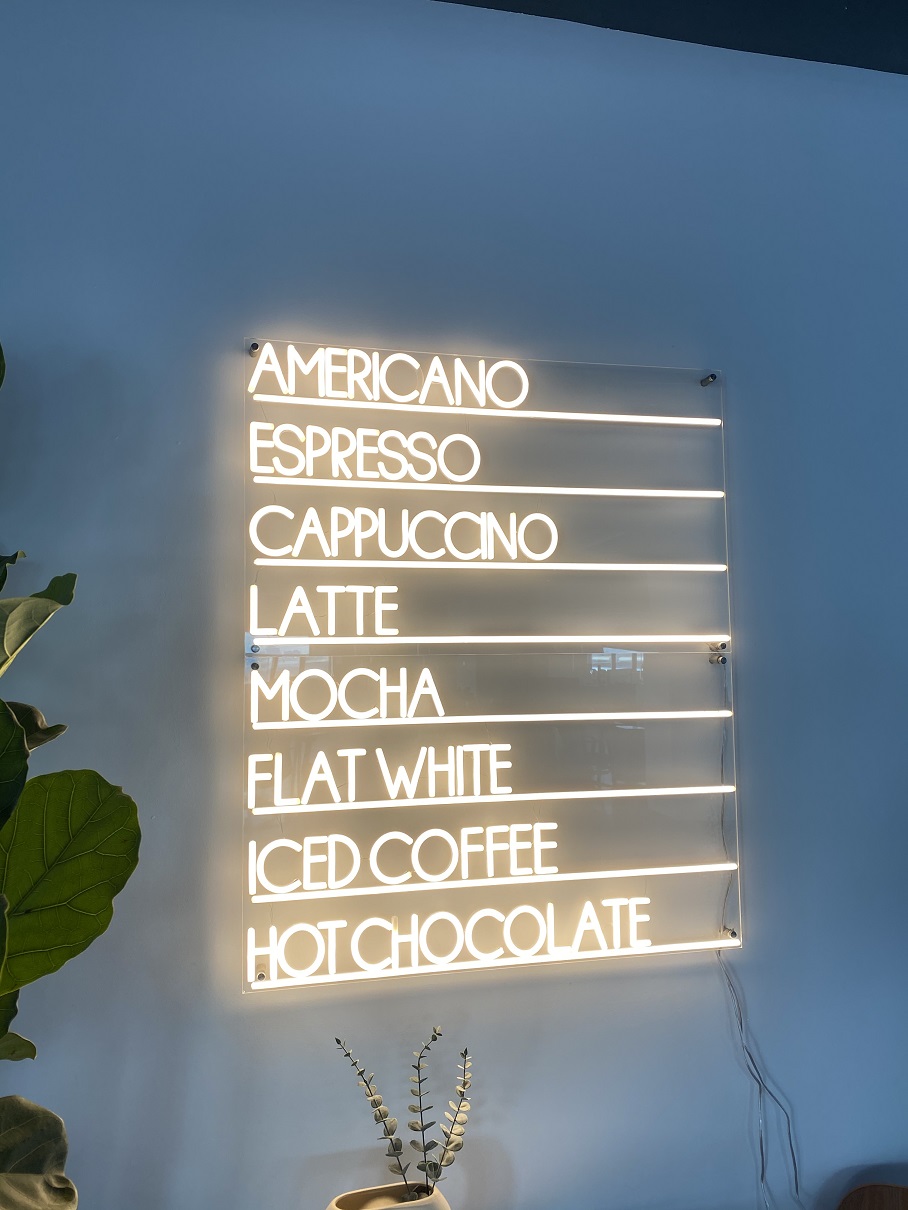 AMERICANO
ESPRESSO
CAPPUCCINO
LATTE
MOCHA
FLAT WHITE
ICED COFFEE
HOT CHOCOLATE